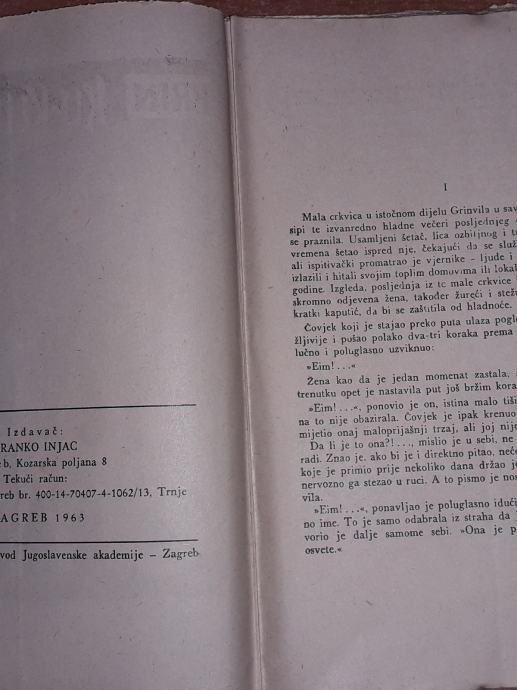 Izdavač:
RANKO INJAC
b, Kozarska poljana 8
Tekući račun:
reb br. 400-14-70407-4-1062/13, Trnje
AGREB 1963
vod Jugoslavenske akademije – Zagreb
I
Mala crkvica u istočnom dijelu Grinvila u sav
sipi te izvanredno hladne večeri posljednjeg
se praznila. Usamljeni šetač, lica ozbiljnog i t
vremena šetao ispred nje, čekajući da se služ
ali ispitivački promatrao je vjernike – ljude i
izlazili i hitali svojim toplim domovima ili lokal
godine. Izgleda, posljednja iz te male crkvice
skromno odjevena žena, također žureći i stežu
kratki kaputić, da bi se zaštitila od hladnoće.
Čovjek koji je stajao preko puta ulaza pogle
žljivije i pušao polako dva-tri koraka prema
lučno i poluglasno uzviknuo:
»Eim! . . .«
Žena kao da je jedan momenat zastala,
trenutku opet je nastavila put još bržim kora
»Eim! . . .«, ponovio je on, istina malo tiši
na to nije obazirala. Čovjek je ipak krenuo
mijetio onaj maloprijašnji trzaj, ali joj nije
Da li je to ona?! . . ., mislio je u sebi, ne
radi. Znao je, ako bi je i direktno pitao, neće
koje je primio prije nekoliko dana držao je
nervozno ga stezao u ruci. A to pismo je nos
vila.
»Eim! . . .«, ponavljao je poluglasno idući
no ime. To je samo odabrala iz straha da j
vorio je dalje samome sebi. »Ona je p
osvete.«